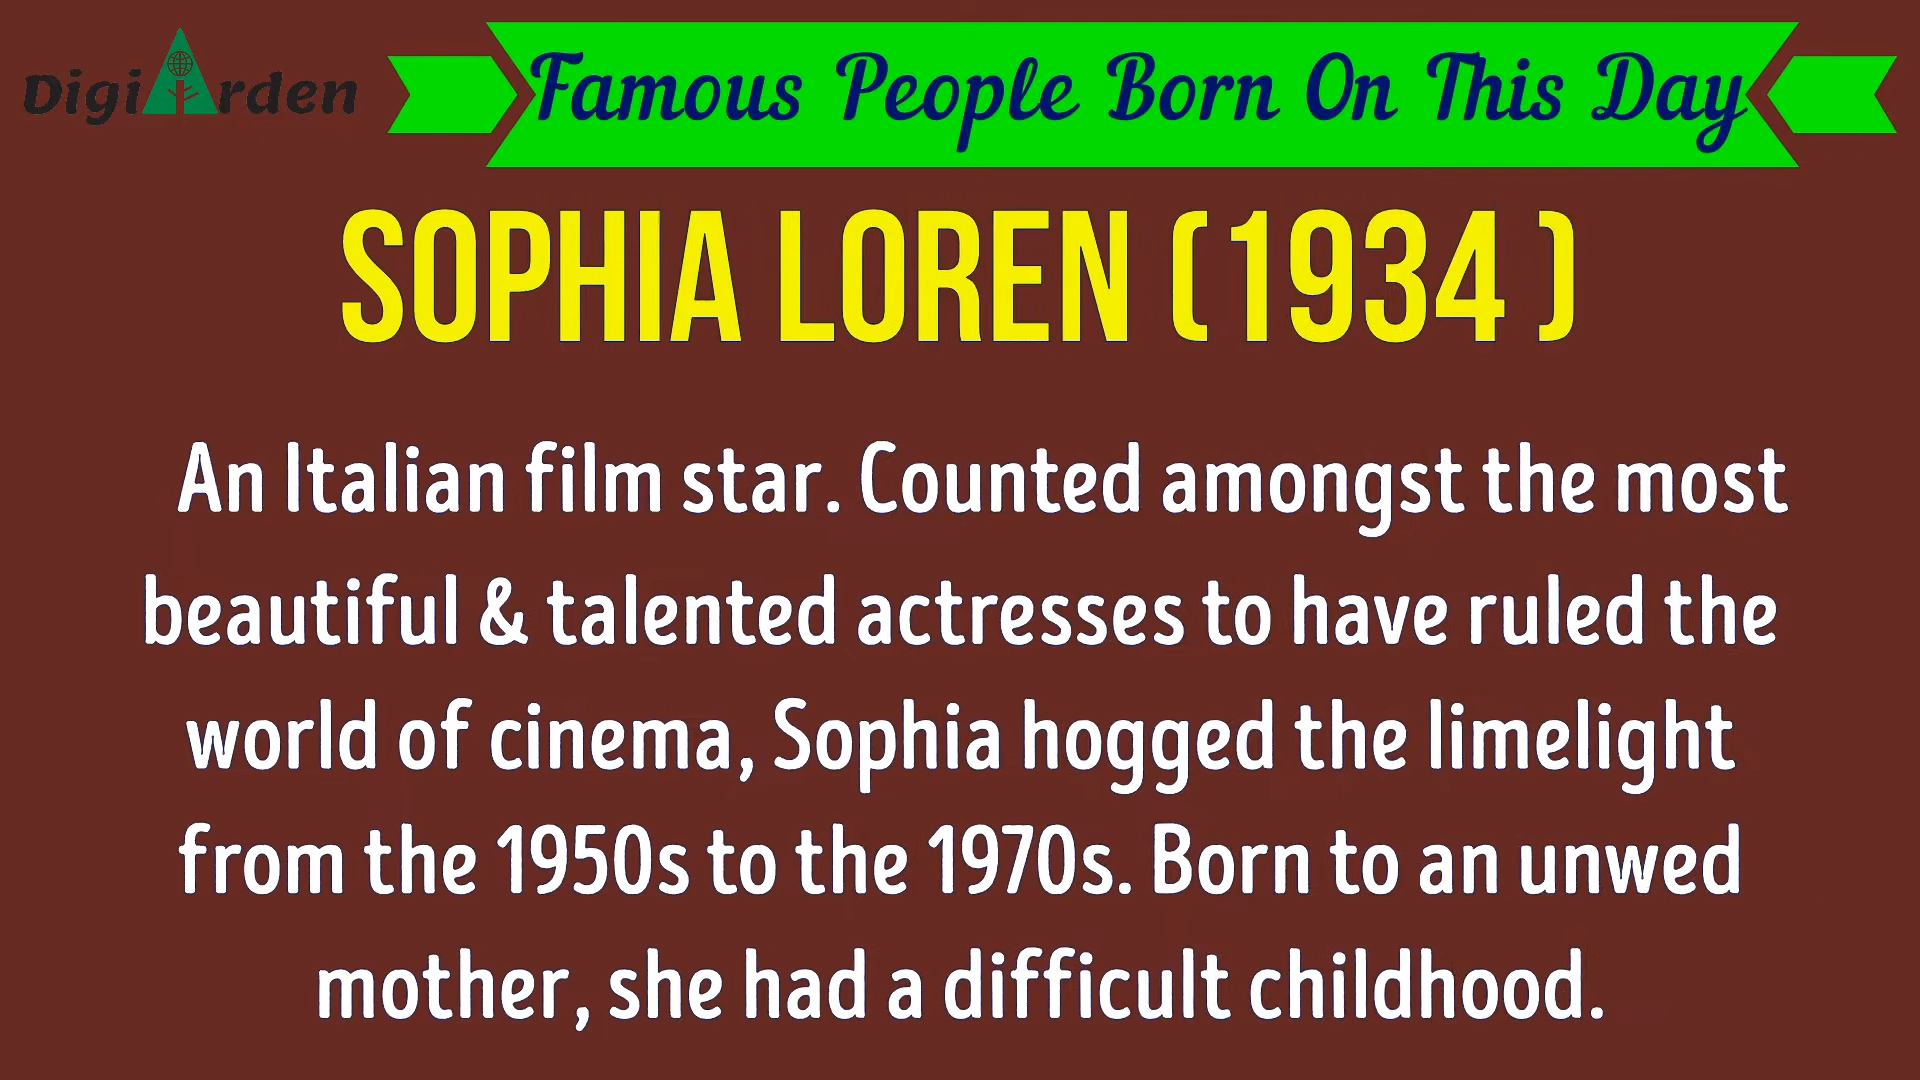 DigiArden
Famous People Born On This Day
SOPHIA LOREN (1934 )
An Italian film star. Counted amongst the most
beautiful & talented actresses to have ruled the
world of cinema, Sophia hogged the limelight
from the 1950s to the 1970s. Born to an unwed
mother, she had a difficult childhood.